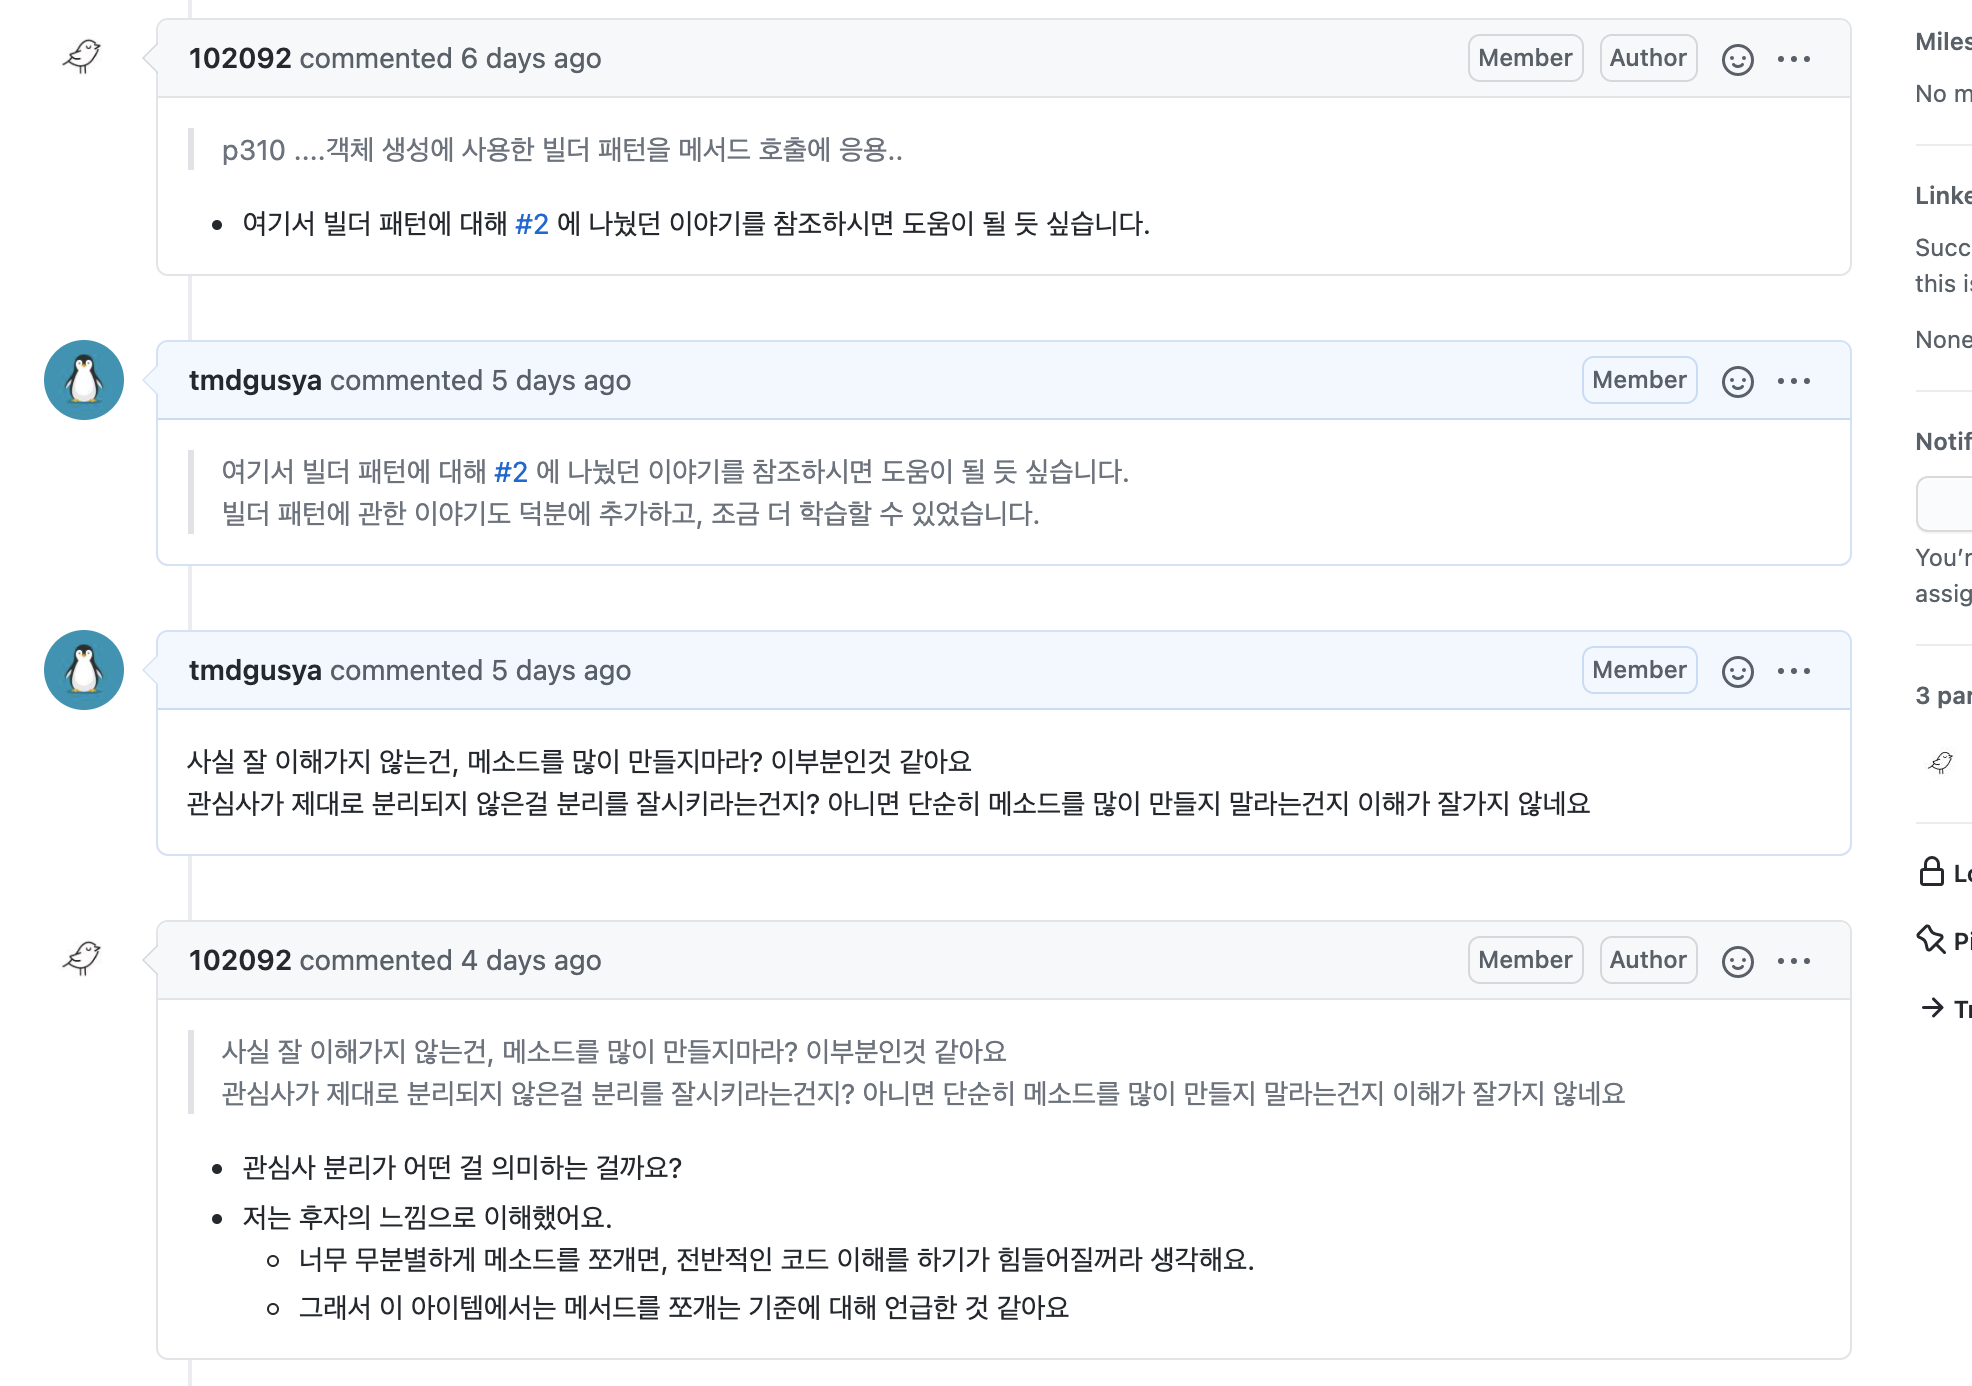 102092 commented 6 days ago
Member Author
p310 ....객체 생성에 사용한 빌더 패턴을 메서드 호출에 응용..
여기서 빌더 패턴에 대해 #2 에 나눴던 이야기를 참조하시면 도움이 될 듯 싶습니다.
tmdgusya commented 5 days ago
Member
여기서 빌더 패턴에 대해 #2 에 나눴던 이야기를 참조하시면 도움이 될 듯 싶습니다.
빌더 패턴에 관한 이야기도 덕분에 추가하고, 조금 더 학습할 수 있었습니다.
tmdgusya commented 5 days ago
Member
사실 잘 이해가지 않는건, 메소드를 많이 만들지마라? 이부분인것 같아요
관심사가 제대로 분리되지 않은걸 분리를 잘시키라는건지? 아니면 단순히 메소드를 많이 만들지 말라는건지 이해가 잘가지 않네요
102092 commented 4 days ago
Member Author
사실 잘 이해가지 않는건, 메소드를 많이 만들지마라? 이부분인것 같아요
관심사가 제대로 분리되지 않은걸 분리를 잘시키라는건지? 아니면 단순히 메소드를 많이 만들지 말라는건지 이해가 잘가지 않네요
관심사 분리가 어떤 걸 의미하는 걸까요?
저는 후자의 느낌으로 이해했어요.
너무 무분별하게 메소드를 쪼개면, 전반적인 코드 이해를 하기가 힘들어질꺼라 생각해요.
그래서 이 아이템에서는 메서드를 쪼개는 기준에 대해 언급한 것 같아요
Miles
No m
Linke
Succ
this is
None
Notif
You'r
assig
3 par
Lo
Pi
Tr